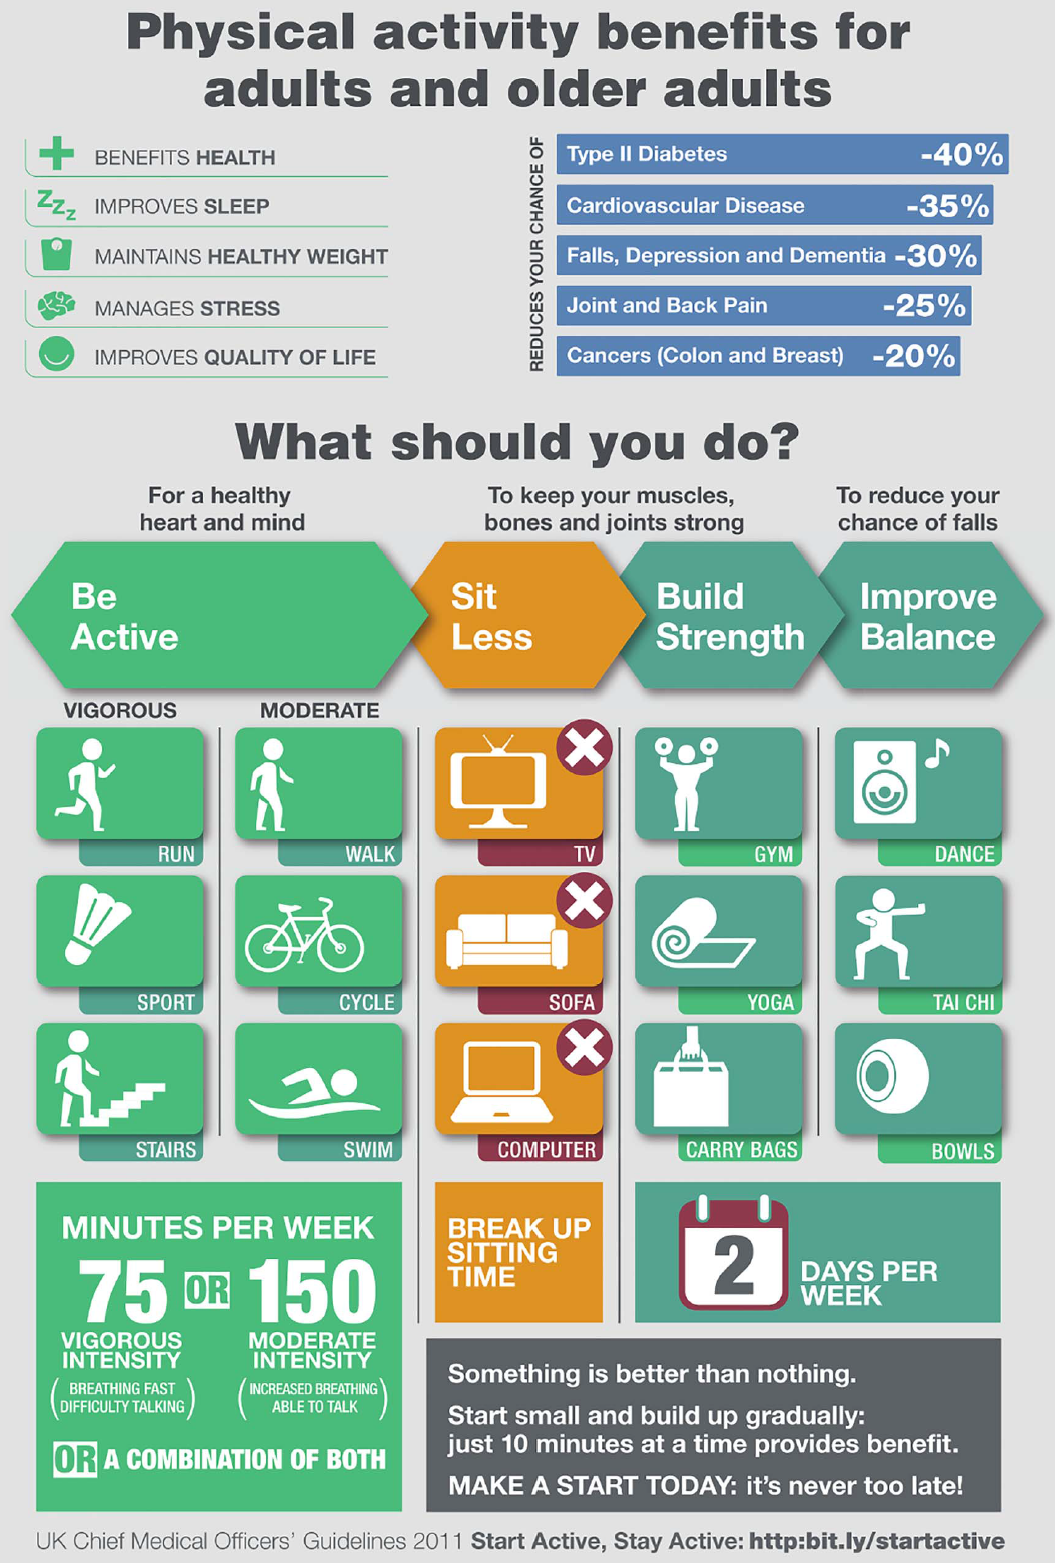 Physical activity benefits for
adults and older adults
BENEFITS HEALTH
IMPROVES SLEEP
MAINTAINS HEALTHY WEIGHT
MANAGES STRESS
IMPROVES QUALITY OF LIFE
REDUCES YOUR CHANCE OF
Type II Diabetes -40%
Cardiovascular Disease -35%
Falls, Depression and Dementia -30%
Joint and Back Pain -25%
Cancers (Colon and Breast) -20%
What should you do?
For a healthy
heart and mind
To keep your muscles,
bones and joints strong
To reduce your
chance of falls
Be
Active
Sit
Less
Build
Strength
Improve
Balance
VIGOROUS
MODERATE
RUN
WALK
TV
GYM
DANCE
SPORT
CYCLE
SOFA
YOGA
TAI CHI
STAIRS
SWIM
COMPUTER
CARRY BAGS
BOWLS
MINUTES PER WEEK
75 OR 150
VIGOROUS
INTENSITY
(BREATHING FAST
DIFFICULTY TALKING)
MODERATE
INTENSITY
(INCREASED BREATHING
ABLE TO TALK)
OR A COMBINATION OF BOTH
BREAK UP
SITTING
TIME
2
DAYS PER
WEEK
Something is better than nothing.
Start small and build up gradually:
just 10 minutes at a time provides benefit.
MAKE A START TODAY: it's never too late!
UK Chief Medical Officers' Guidelines 2011 Start Active, Stay Active: http:bit.ly/startactive
zzz